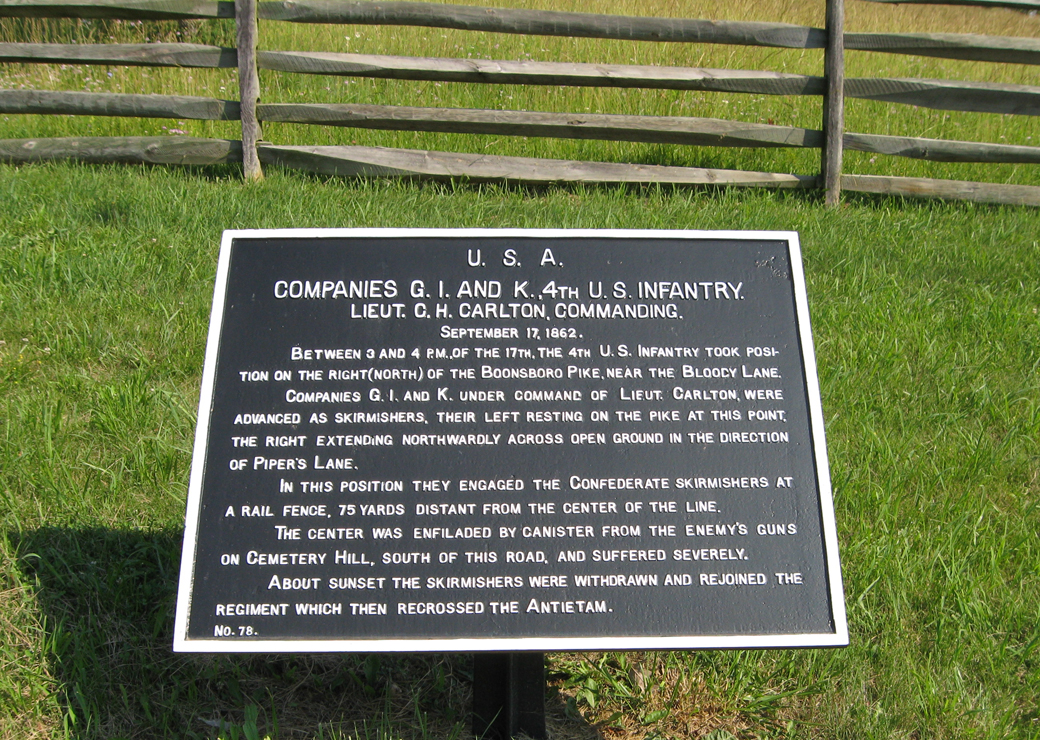 U. S. A.
COMPANIES G. I. AND K., 4TH U. S. INFANTRY.
LIEUT. C. H. CARLTON, COMMANDING.
SEPTEMBER 17, 1862.
BETWEEN 3 AND 4 P.M., OF THE 17TH, THE 4TH U. S. INFANTRY TOOK POSI-
TION ON THE RIGHT (NORTH) OF THE BOONSBORO PIKE, NEAR THE BLOODY LANE.
COMPANIES G. I. AND K. UNDER COMMAND OF LIEUT. CARLTON, WERE
ADVANCED AS SKIRMISHERS, THEIR LEFT RESTING ON THE PIKE AT THIS POINT,
THE RIGHT EXTENDING NORTHWARDLY ACROSS OPEN GROUND IN THE DIRECTION
OF PIPER'S LANE.
IN THIS POSITION THEY ENGAGED THE CONFEDERATE SKIRMISHERS AT
A RAIL FENCE, 75 YARDS DISTANT FROM THE CENTER OF THE LINE.
THE CENTER WAS ENFILADED BY CANISTER FROM THE ENEMY'S GUNS
ON CEMETERY HILL, SOUTH OF THIS ROAD, AND SUFFERED SEVERELY.
ABOUT SUNSET THE SKIRMISHERS WERE WITHDRAWN AND REJOINED THE
REGIMENT WHICH THEN RECROSSED THE ANTIETAM.
NO. 78.